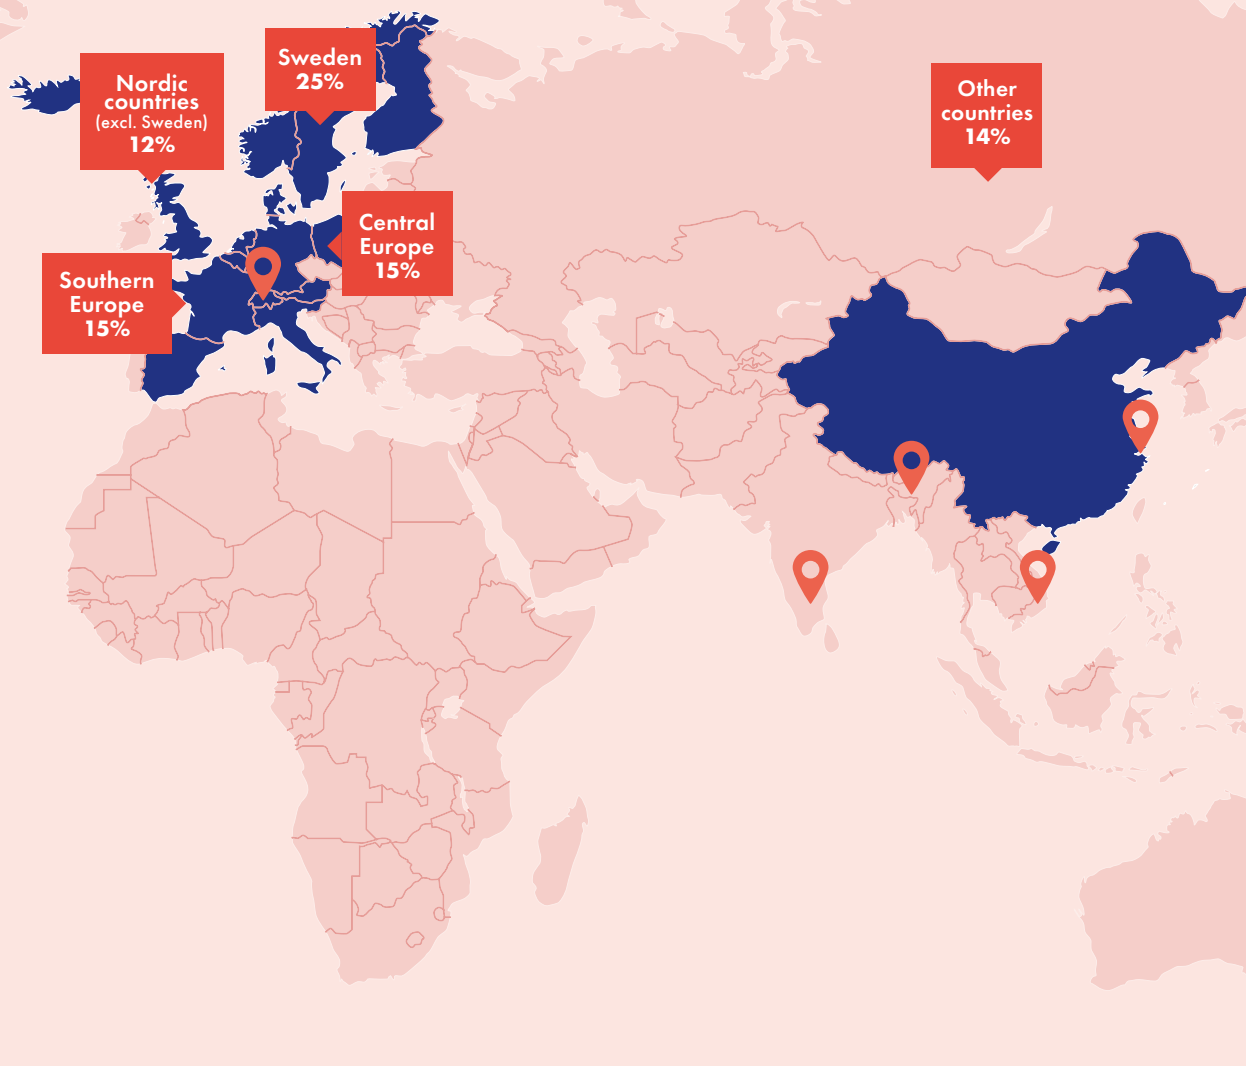 Nordic
countries
(excl. Sweden)
12%
Sweden
25%
Other
countries
14%
Central
Europe
15%
Southern
Europe
15%